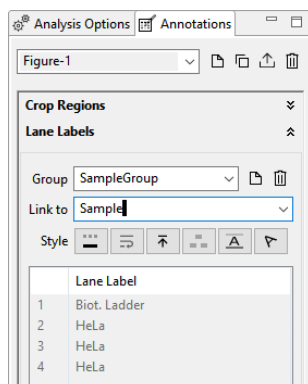 Analysis Options Annotations
Figure-1
Crop Regions
Lane Labels
Group SampleGroup
Link to Sample
Style A
Lane Label
1 Biot. Ladder
2 HeLa
3 HeLa
4 HeLa